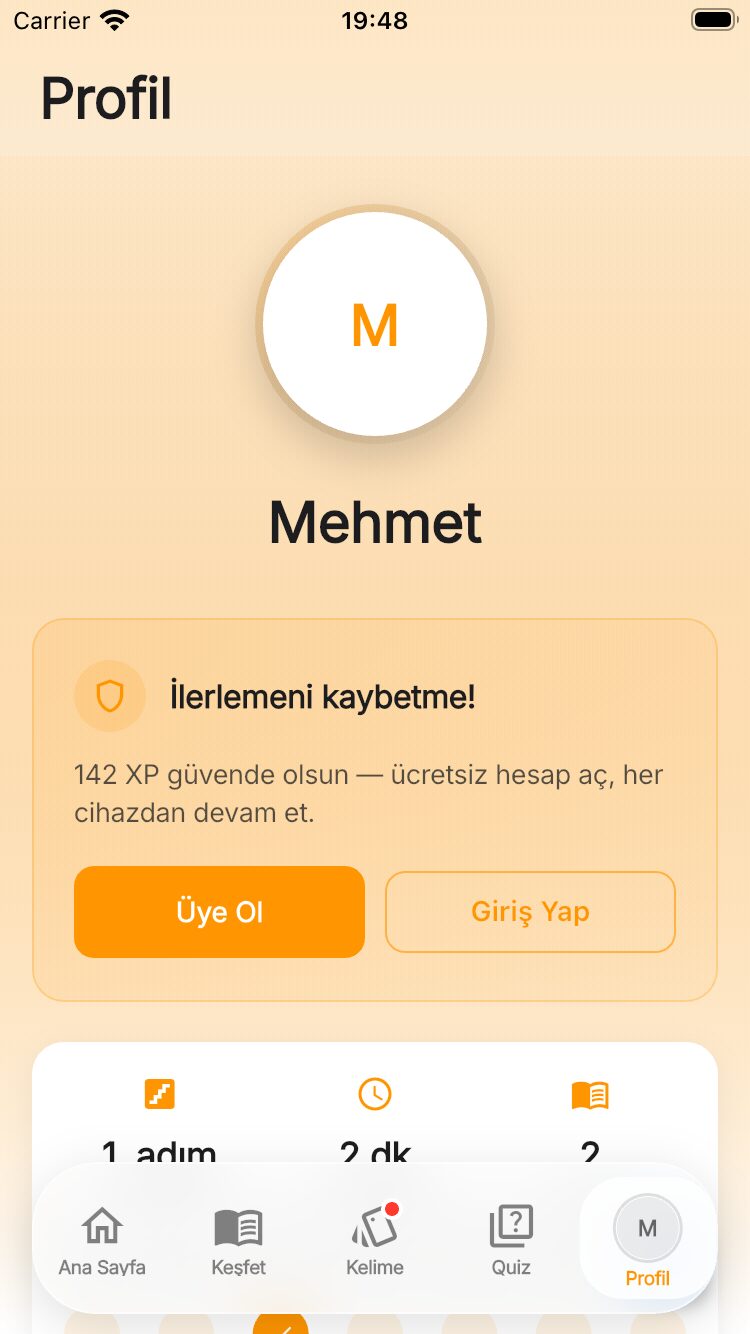 Carrier 19:48
Profil
M
Mehmet
İlerlemeni kaybetme!
142 XP güvende olsun — ücretsiz hesap aç, her
cihazdan devam et.
Üye Ol Giriş Yap
1. adım 2 dk 2
M
Ana Sayfa Keşfet Kelime Quiz Profil